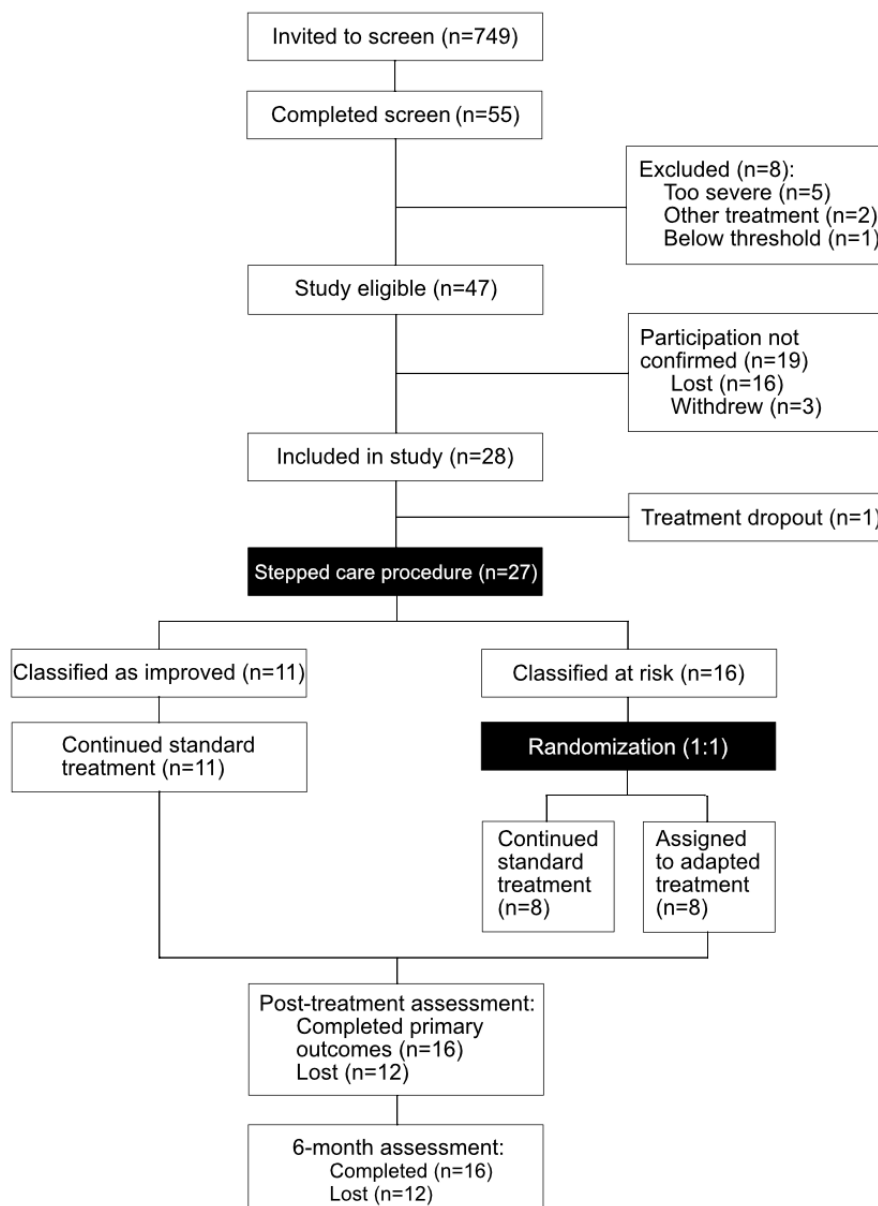 Invited to screen (n=749)
Completed screen (n=55)
Excluded (n=8):
Too severe (n=5)
Other treatment (n=2)
Below threshold (n=1)
Study eligible (n=47)
Participation not
confirmed (n=19)
Lost (n=16)
Withdrew (n=3)
Included in study (n=28)
Treatment dropout (n=1)
Stepped care procedure (n=27)
Classified as improved (n=11)
Classified at risk (n=16)
Continued standard
treatment (n=11)
Randomization (1:1)
Continued
standard
treatment
(n=8)
Assigned
to adapted
treatment
(n=8)
Post-treatment assessment:
Completed primary
outcomes (n=16)
Lost (n=12)
6-month assessment:
Completed (n=16)
Lost (n=12)